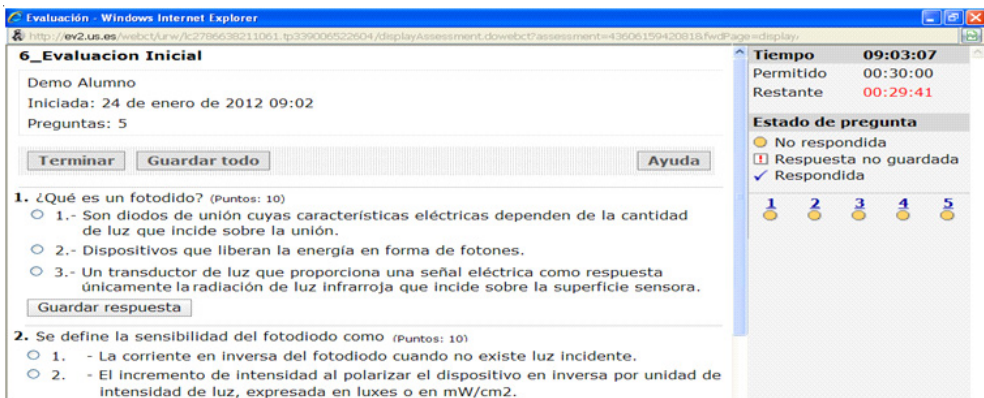 Evaluación - Windows Internet Explorer
http://ev2.us.es/webct/urw/lc2786638211061.tp339006522604/displayAssessment.dowebct?assessment=436061594208181&fwdPage=display
6_Evaluacion Inicial
Demo Alumno
Iniciada: 24 de enero de 2012 09:02
Preguntas: 5
Terminar Guardar todo Ayuda
1. ¿Qué es un fotodido? (Puntos: 10)
1.- Son diodos de unión cuyas características eléctricas dependen de la cantidad
de luz que incide sobre la unión.
2.- Dispositivos que liberan la energía en forma de fotones.
3.- Un transductor de luz que proporciona una señal eléctrica como respuesta
únicamente la radiación de luz infrarroja que incide sobre la superficie sensora.
Guardar respuesta
2. Se define la sensibilidad del fotodiodo como (Puntos: 10)
1. - La corriente en inversa del fotodiodo cuando no existe luz incidente.
2. - El incremento de intensidad al polarizar el dispositivo en inversa por unidad de
intensidad de luz, expresada en luxes o en mW/cm2.
Tiempo 09:03:07
Permitido 00:30:00
Restante 00:29:41
Estado de pregunta
No respondida
Respuesta no guardada
Respondida
1 2 3 4 5